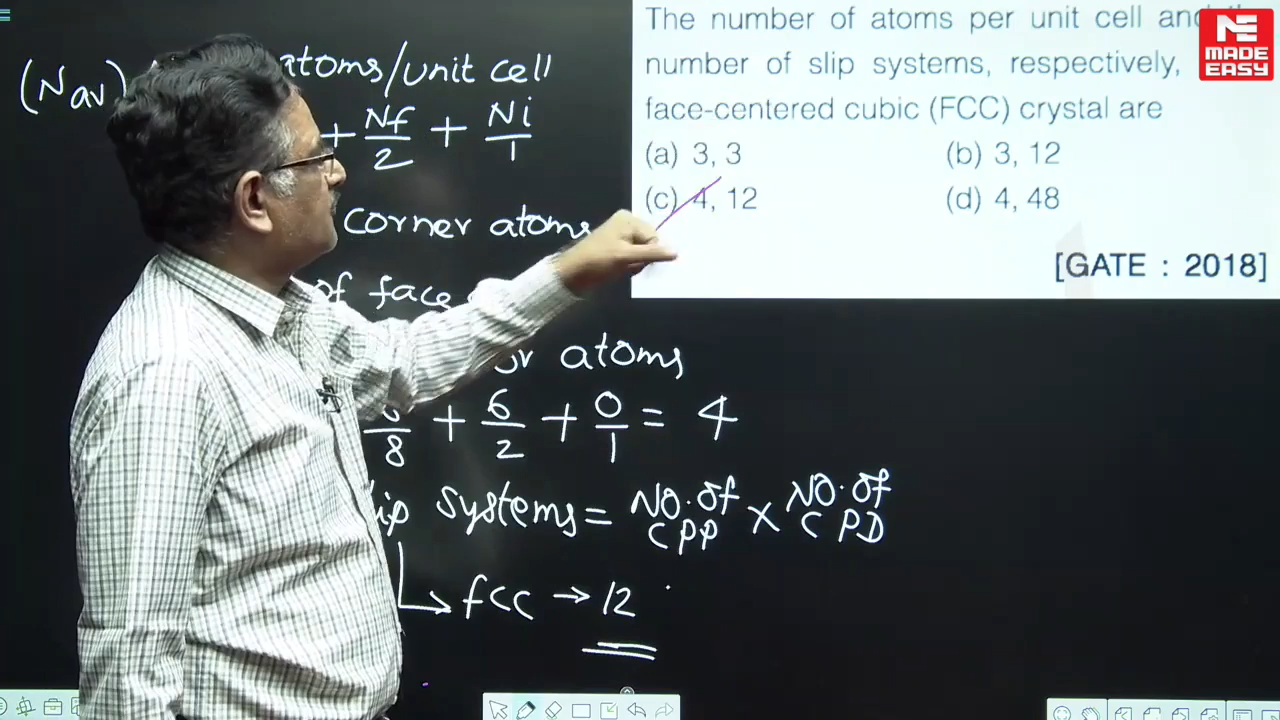 The number of atoms per unit cell and
number of slip systems, respectively,
face-centered cubic (FCC) crystal are
(a) 3, 3 (b) 3, 12
(c) 4, 12 (d) 4, 48
[GATE : 2018]
ME
MADE
EASY
(Nav) atoms/unit cell
+ Nf/2 + Ni/1
corner atoms
of face
atoms
8 + 6/2 + 0/1 = 4
systems = No. of CPP × No. of CPD
↳ FCC → 12